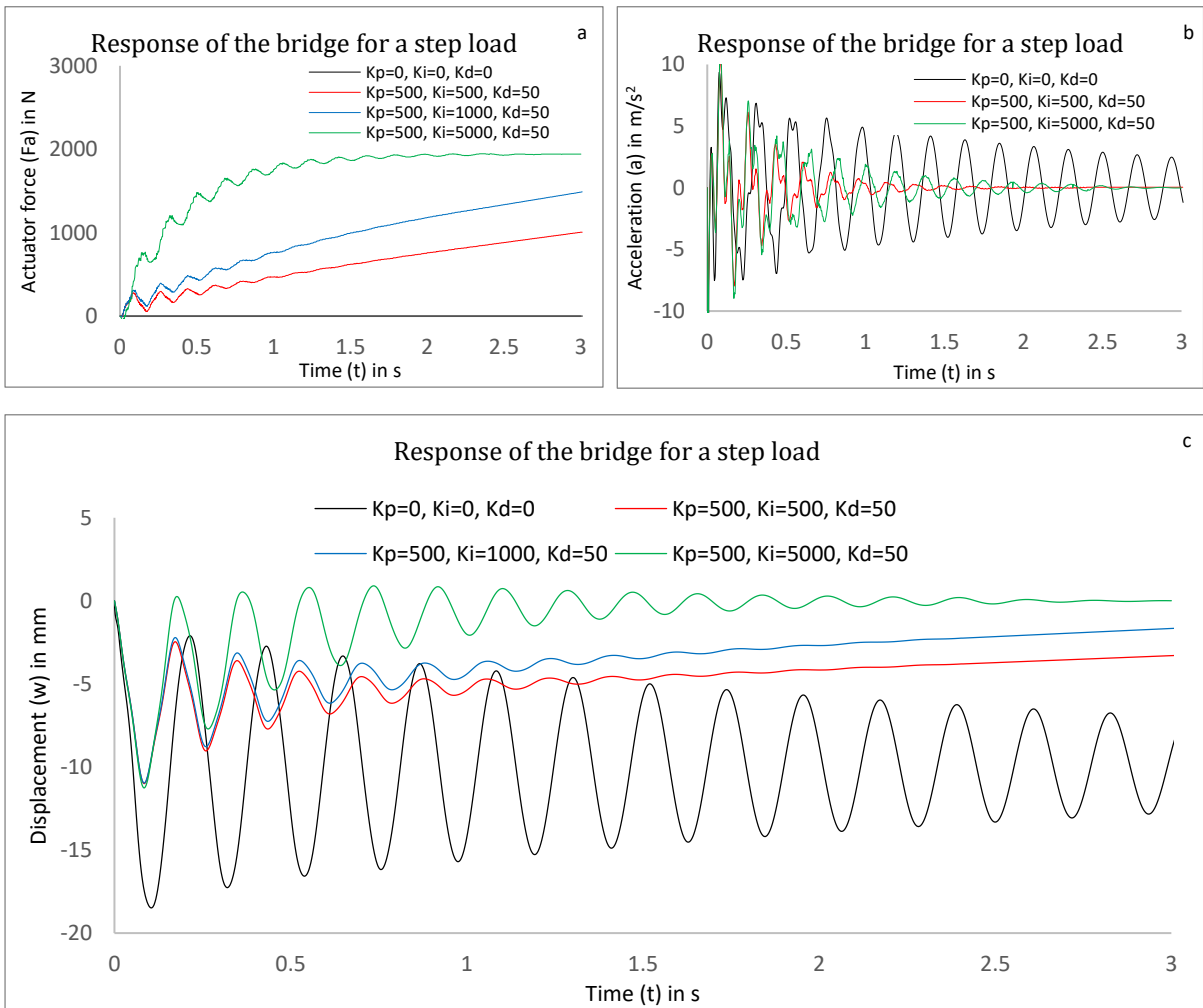 Response of the bridge for a step load
a
3000
2000
1000
0
Actuator force (Fa) in N
Kp=0, Ki=0, Kd=0
Kp=500, Ki=500, Kd=50
Kp=500, Ki=1000, Kd=50
Kp=500, Ki=5000, Kd=50
0 0.5 1 1.5 2 2.5 3
Time (t) in s
Response of the bridge for a step load
b
10
5
0
-5
-10
Acceleration (a) in m/s²
Kp=0, Ki=0, Kd=0
Kp=500, Ki=500, Kd=50
Kp=500, Ki=5000, Kd=50
0 0.5 1 1.5 2 2.5 3
Time (t) in s
Response of the bridge for a step load
c
Kp=0, Ki=0, Kd=0 Kp=500, Ki=500, Kd=50
Kp=500, Ki=1000, Kd=50 Kp=500, Ki=5000, Kd=50
5
0
-5
-10
-15
-20
Displacement (w) in mm
0 0.5 1 1.5 2 2.5 3
Time (t) in s